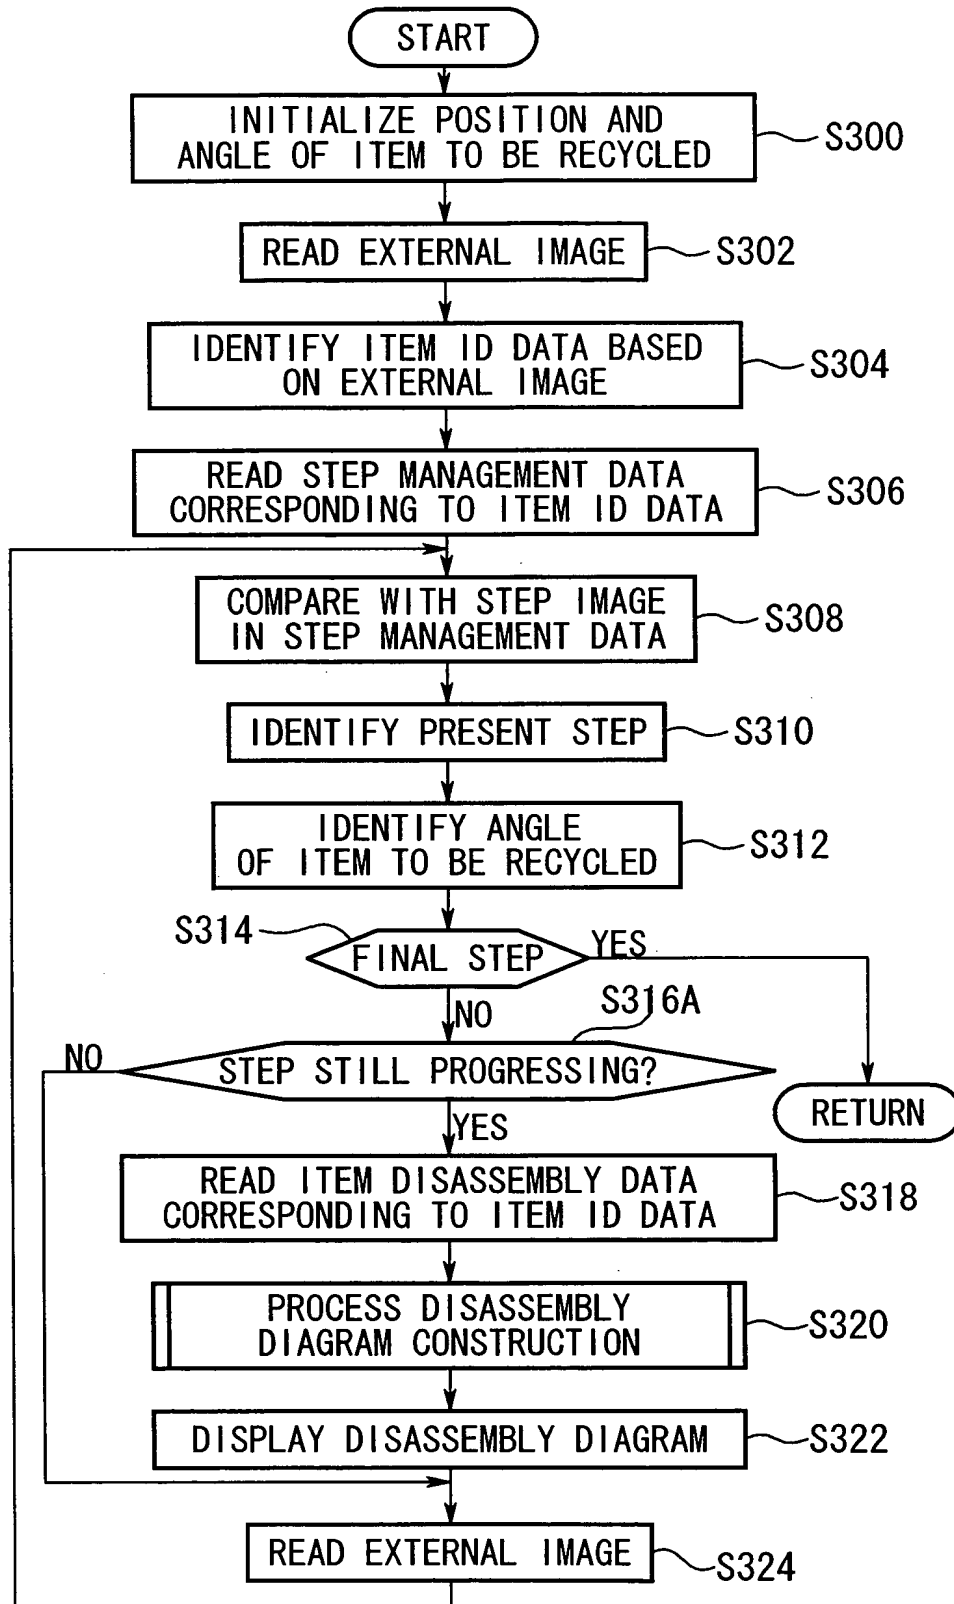 START
INITIALIZE POSITION AND
ANGLE OF ITEM TO BE RECYCLED
S300
READ EXTERNAL IMAGE
S302
IDENTIFY ITEM ID DATA BASED
ON EXTERNAL IMAGE
S304
READ STEP MANAGEMENT DATA
CORRESPONDING TO ITEM ID DATA
S306
COMPARE WITH STEP IMAGE
IN STEP MANAGEMENT DATA
S308
IDENTIFY PRESENT STEP
S310
IDENTIFY ANGLE
OF ITEM TO BE RECYCLED
S312
S314
FINAL STEP
YES
NO
S316A
NO
STEP STILL PROGRESSING?
YES
RETURN
READ ITEM DISASSEMBLY DATA
CORRESPONDING TO ITEM ID DATA
S318
PROCESS DISASSEMBLY
DIAGRAM CONSTRUCTION
S320
DISPLAY DISASSEMBLY DIAGRAM
S322
READ EXTERNAL IMAGE
S324